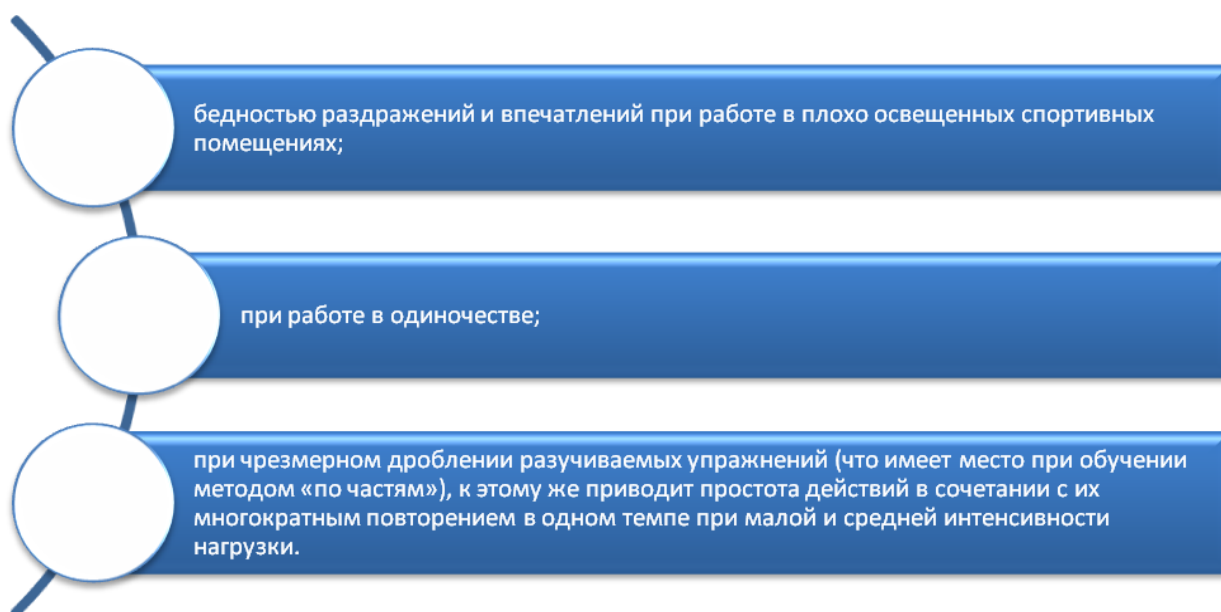 бедностью раздражений и впечатлений при работе в плохо освещенных спортивных
помещениях;
при работе в одиночестве;
при чрезмерном дроблении разучиваемых упражнений (что имеет место при обучении
методом «по частям»), к этому же приводит простота действий в сочетании с их
многократным повторением в одном темпе при малой и средней интенсивности
нагрузки.